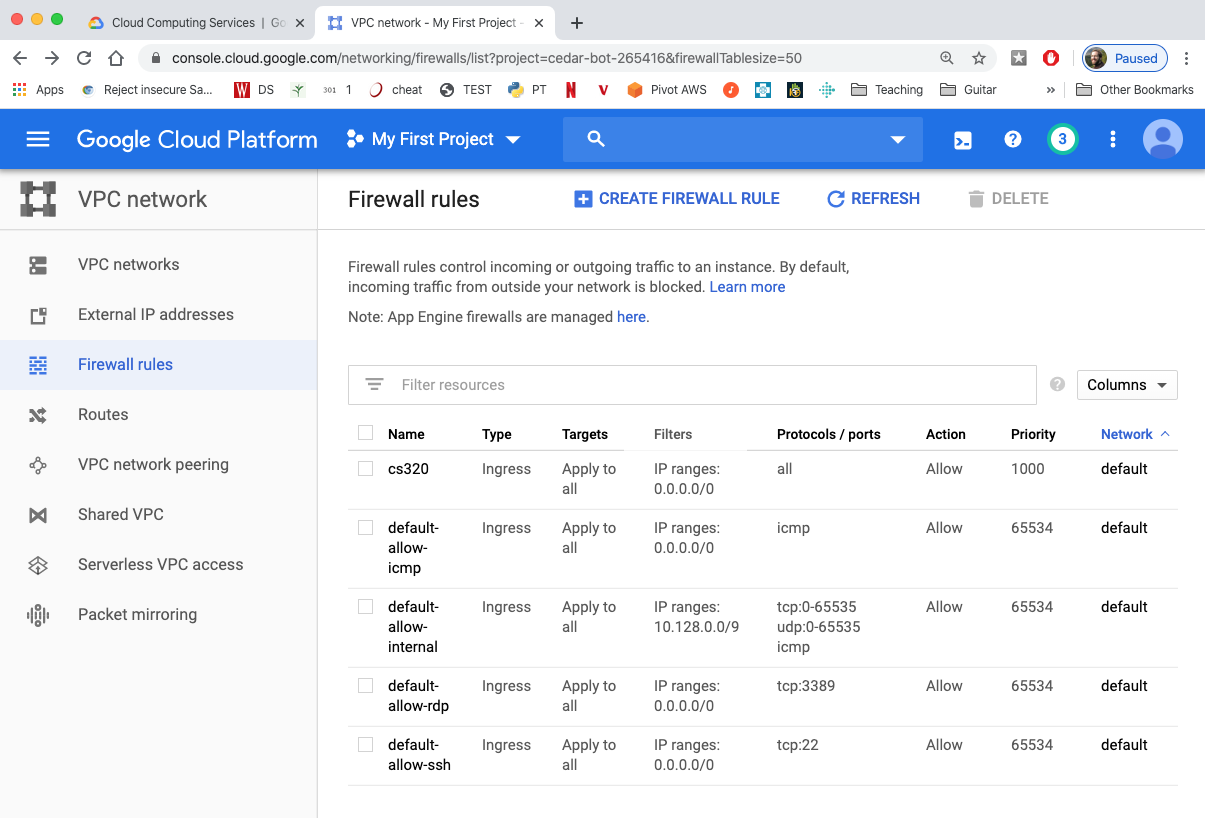 Cloud Computing Services | Go
VPC network - My First Project -
console.cloud.google.com/networking/firewalls/list?project=cedar-bot-265416&firewallTablesize=50
Paused
Apps
Reject insecure Sa...
W DS
301 1
cheat
TEST
PT
N
V
Pivot AWS
Teaching
Guitar
»
Other Bookmarks
Google Cloud Platform
My First Project
3
VPC network
Firewall rules
CREATE FIREWALL RULE
REFRESH
DELETE
VPC networks
External IP addresses
Firewall rules
Routes
VPC network peering
Shared VPC
Serverless VPC access
Packet mirroring
Firewall rules control incoming or outgoing traffic to an instance. By default,
incoming traffic from outside your network is blocked. Learn more
Note: App Engine firewalls are managed here.
Filter resources
Columns
Name Type Targets Filters Protocols / ports Action Priority Network
cs320 Ingress Apply to IP ranges: all Allow 1000 default
all 0.0.0.0/0
default- Ingress Apply to IP ranges: icmp Allow 65534 default
allow- all 0.0.0.0/0
icmp
default- Ingress Apply to IP ranges: tcp:0-65535 Allow 65534 default
allow- all 10.128.0.0/9 udp:0-65535
internal icmp
default- Ingress Apply to IP ranges: tcp:3389 Allow 65534 default
allow-rdp all 0.0.0.0/0
default- Ingress Apply to IP ranges: tcp:22 Allow 65534 default
allow-ssh all 0.0.0.0/0